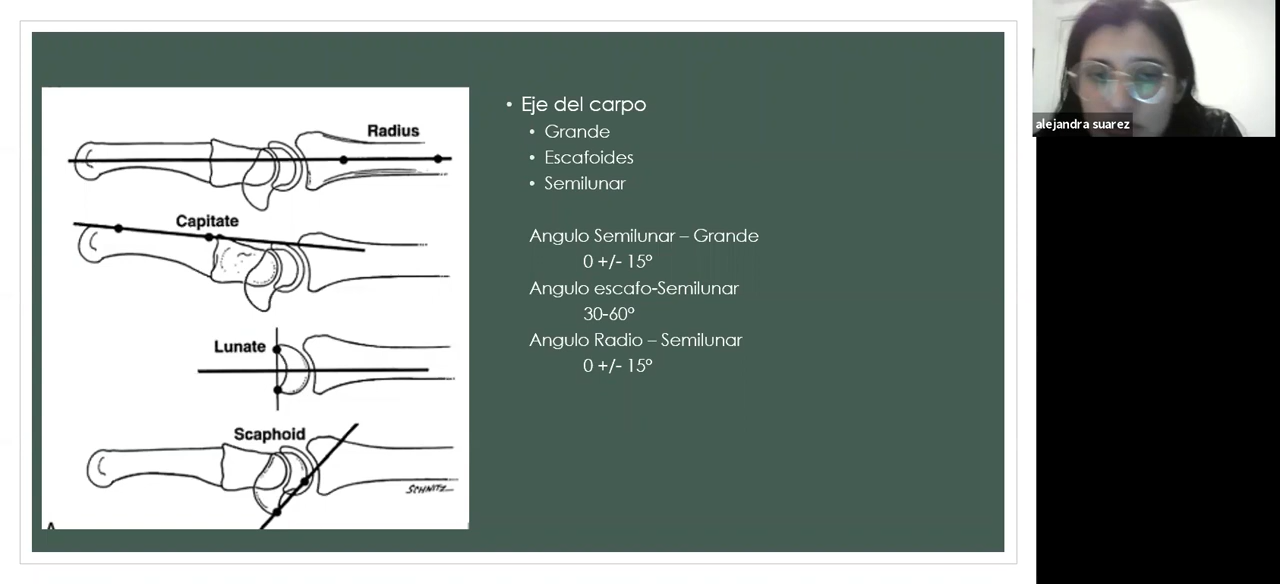 Radius
Capitate
Lunate
Scaphoid
SCHNITZ
A
• Eje del carpo
• Grande
• Escafoides
• Semilunar
Angulo Semilunar – Grande
0 +/- 15º
Angulo escafo-Semilunar
30-60º
Angulo Radio – Semilunar
0 +/- 15º
alejandra suarez